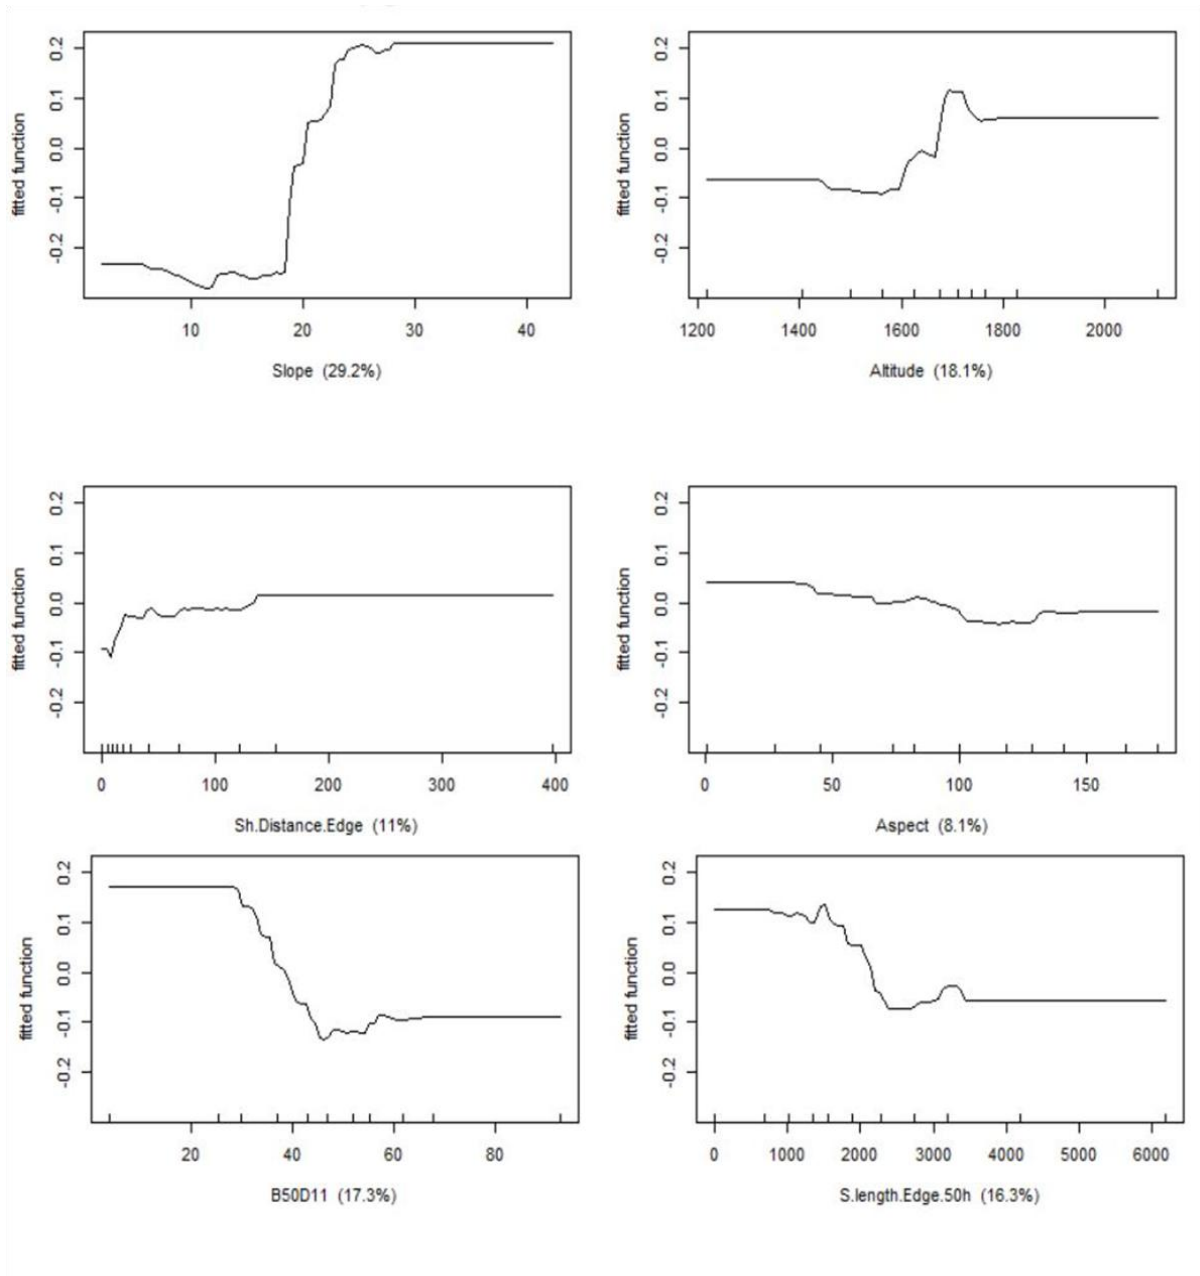 0.2
0.1
0.0
-0.1
-0.2
fitted function
10 20 30 40
Slope (29.2%)
0.2
0.1
0.0
-0.1
-0.2
fitted function
1200 1400 1600 1800 2000
Altitude (18.1%)
0.2
0.1
0.0
-0.1
-0.2
fitted function
0 100 200 300 400
Sh.Distance.Edge (11%)
0.2
0.1
0.0
-0.1
-0.2
fitted function
0 50 100 150
Aspect (8.1%)
0.2
0.1
0.0
-0.1
-0.2
fitted function
20 40 60 80
B50D11 (17.3%)
0.2
0.1
0.0
-0.1
-0.2
fitted function
0 1000 2000 3000 4000 5000 6000
S.length.Edge.50h (16.3%)